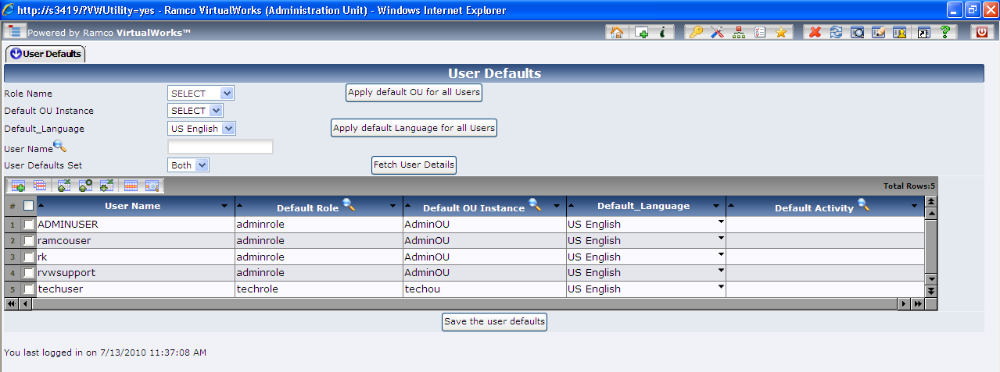 http://s3419/?VWUtility=yes - Ramco VirtualWorks (Administration Unit) - Windows Internet Explorer
Powered by Ramco VirtualWorks™
User Defaults
User Defaults
Role Name SELECT Apply default OU for all Users
Default OU Instance SELECT
Default_Language US English Apply default Language for all Users
User Name
User Defaults Set Both Fetch User Details
Total Rows:5
# User Name Default Role Default OU Instance Default_Language Default Activity
1 ADMINUSER adminrole AdminOU US English
2 ramcouser adminrole AdminOU US English
3 rk adminrole AdminOU US English
4 rvwsupport adminrole AdminOU US English
5 techuser techrole techou US English
Save the user defaults
You last logged in on 7/13/2010 11:37:08 AM